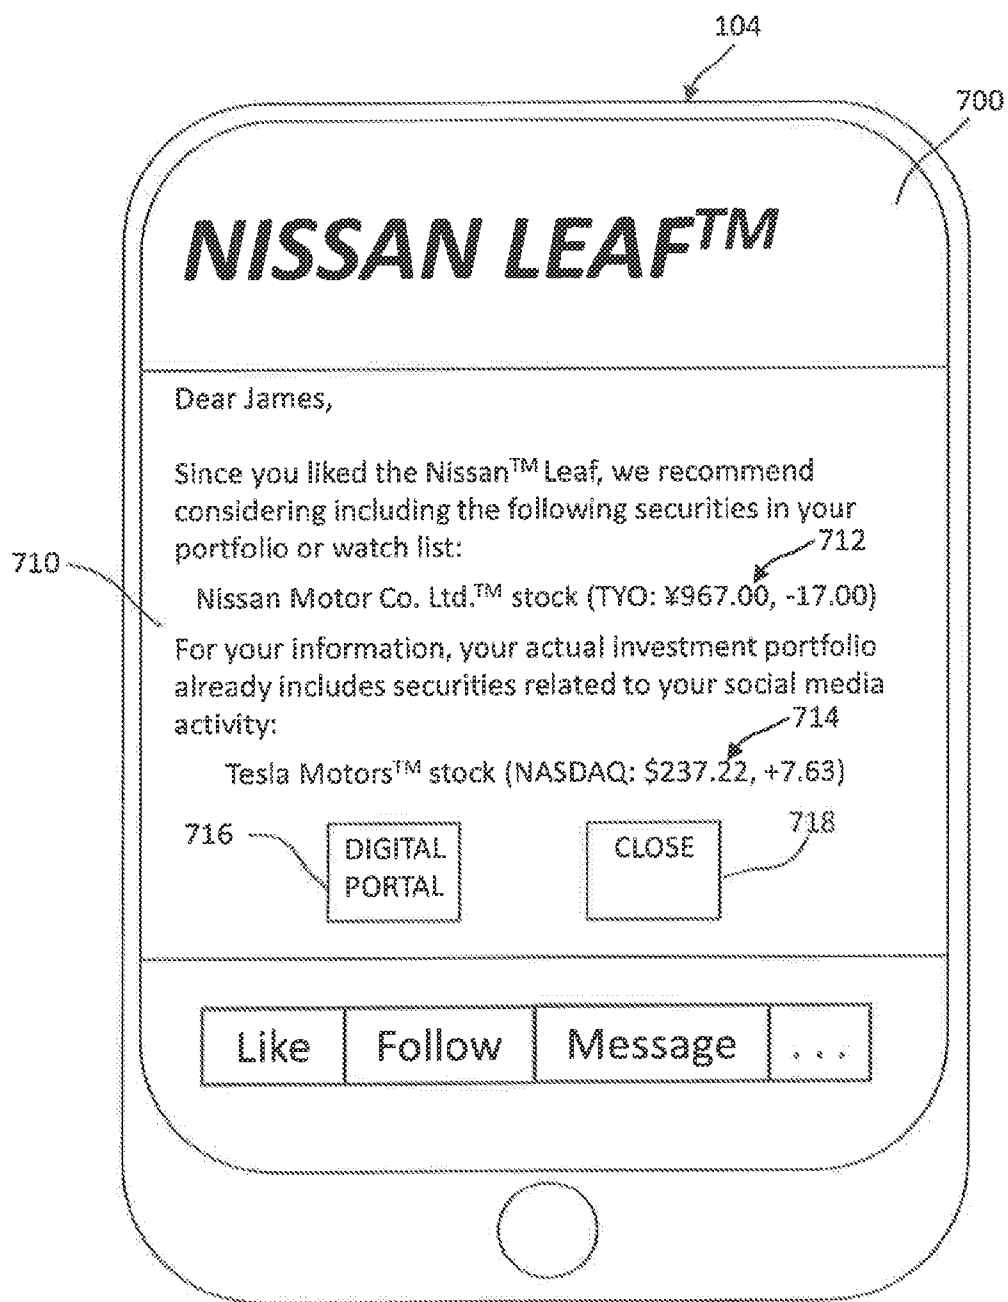 104
700
NISSAN LEAF™
Dear James,
Since you liked the Nissan™ Leaf, we recommend
considering including the following securities in your
portfolio or watch list:
712
710
Nissan Motor Co. Ltd.™ stock (TYO: ¥967.00, -17.00)
For your information, your actual investment portfolio
already includes securities related to your social media
activity:
714
Tesla Motors™ stock (NASDAQ: $237.22, +7.63)
716
DIGITAL
PORTAL
CLOSE
718
Like Follow Message ...